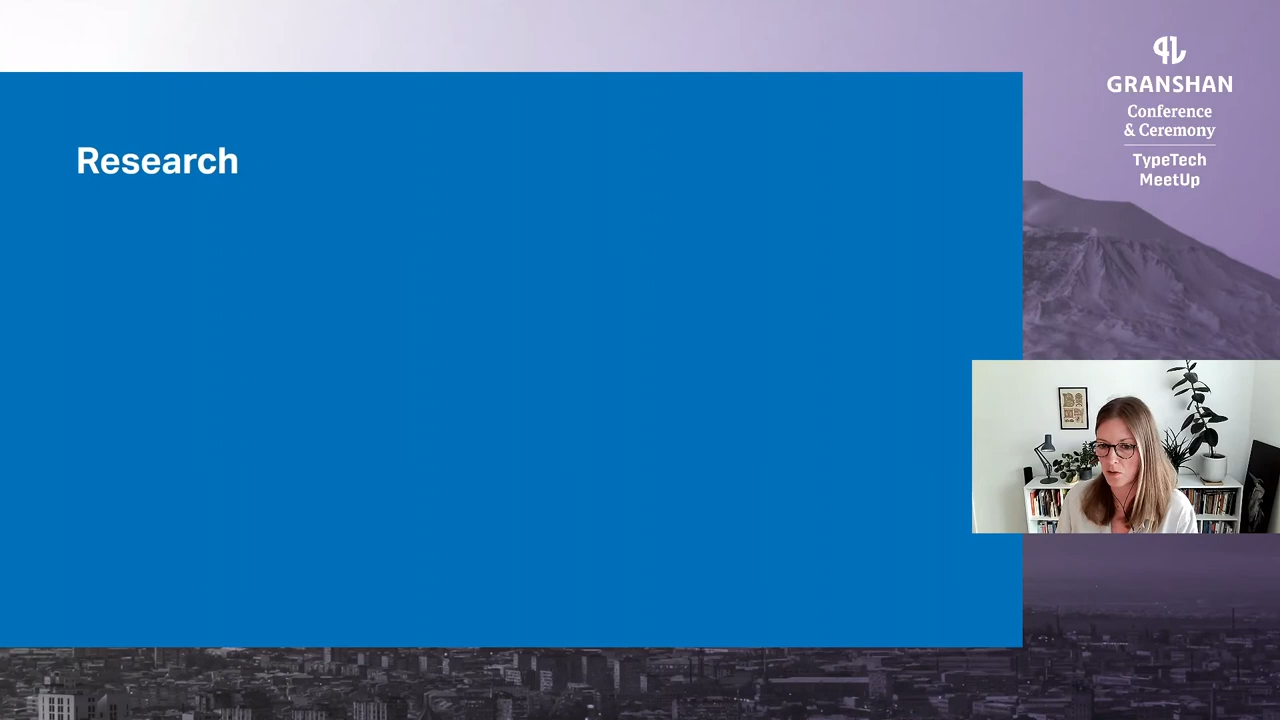 Research
GRANSHAN
Conference
& Ceremony
TypeTech
MeetUp